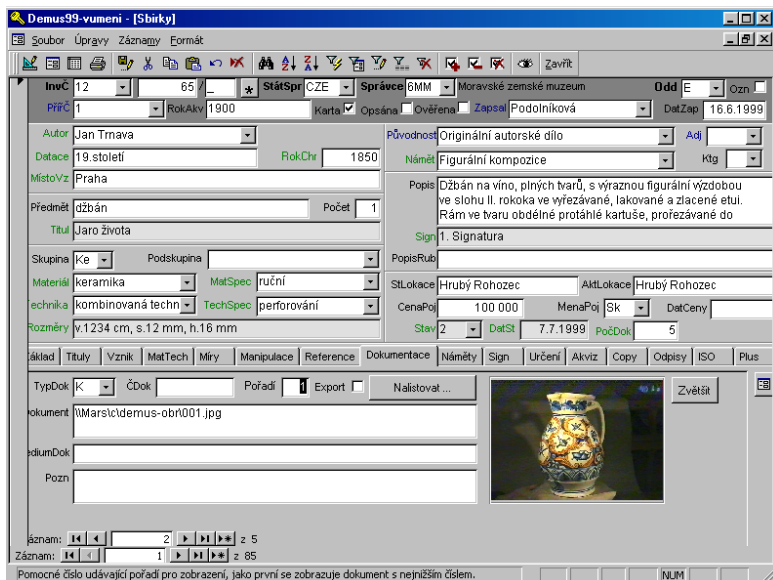 Demus99-vumeni - [Sbirky]
Soubor Úpravy Záznamy Formát
Zavřít
InvČ 12 65 / _ * StátSpr CZE Správce 6MM Moravské zemské muzeum Odd E Ozn
PřírČ 1 RokAkv 1900 Karta Opsána Ověřena Zapsal Podolníková DatZap 16.6.1999
Autor Jan Trnava Původnost Originální autorské dílo Adj
Datace 19.století RokChr 1850 Námět Figurální kompozice Ktg
MístoVz Praha
Popis Džbán na víno, plných tvarů, s výraznou figurální výzdobou
ve slohu II. rokoka ve vyřezávané, lakované a zlacené etui.
Rám ve tvaru obdélné protáhlé kartuše, prořezávané do
Předmět džbán Počet 1
Titul Jaro života Sign 1. Signatura
Skupina Ke Podskupina PopisRub
Materiál keramika MatSpec ruční StLokace Hrubý Rohozec AktLokace Hrubý Rohozec
echnika kombinovaná techn TechSpec perforování CenaPoj 100 000 MenaPoj Sk DatCeny
Rozměry v.1234 cm, s.12 mm, h.16 mm Stav 2 DatSt 7.7.1999 PočDok 5
áklad Tituly Vznik MatTech Míry Manipulace Reference Dokumentace Náměty Sign Určení Akviz Copy Odpisy ISO Plus
TypDok K ČDok Pořadí 1 Export Nalistovat ... Zvětšit
okument \\Mars\c\demus-obr\001.jpg
ediumDok
Pozn
áznam: 2 z 5
Záznam: 1 z 85
Pomocné číslo udávající pořadí pro zobrazení, jako první se zobrazuje dokument s nejnižším číslem. NUM